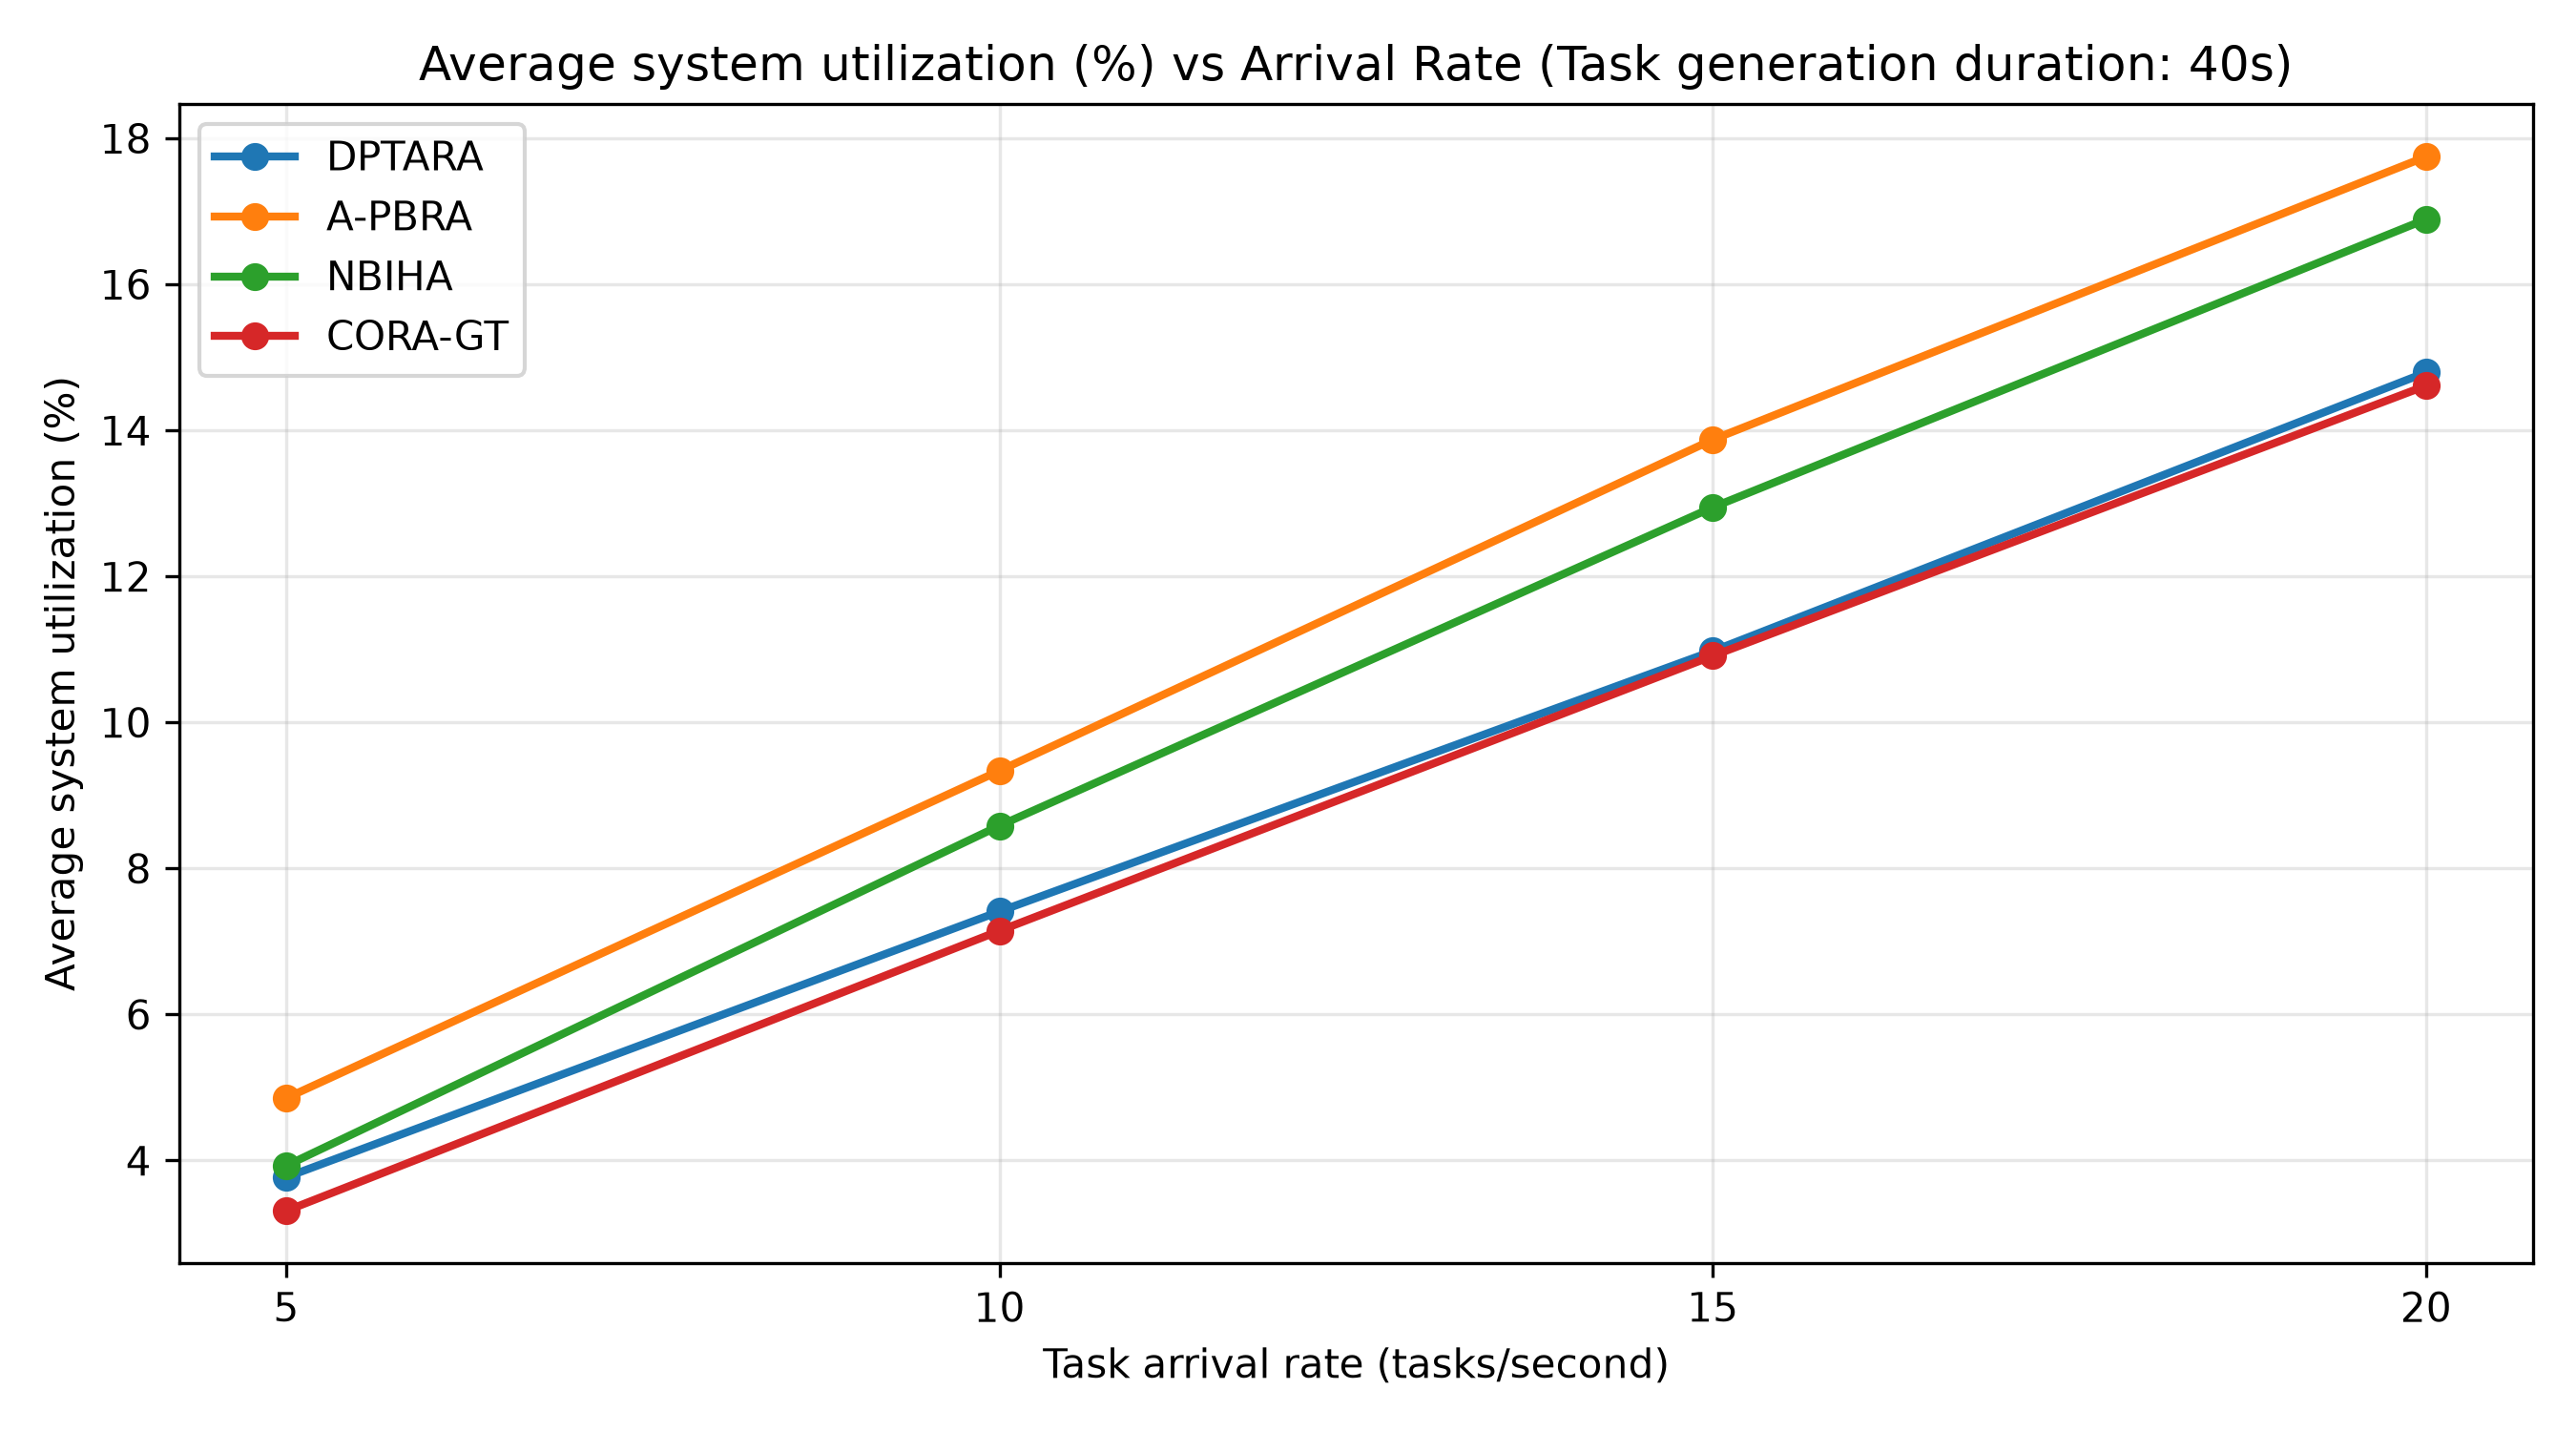 Average system utilization (%) vs Arrival Rate (Task generation duration: 40s)
DPTARA
A-PBRA
NBIHA
CORA-GT
Average system utilization (%)
18
16
14
12
10
8
6
4
5 10 15 20
Task arrival rate (tasks/second)